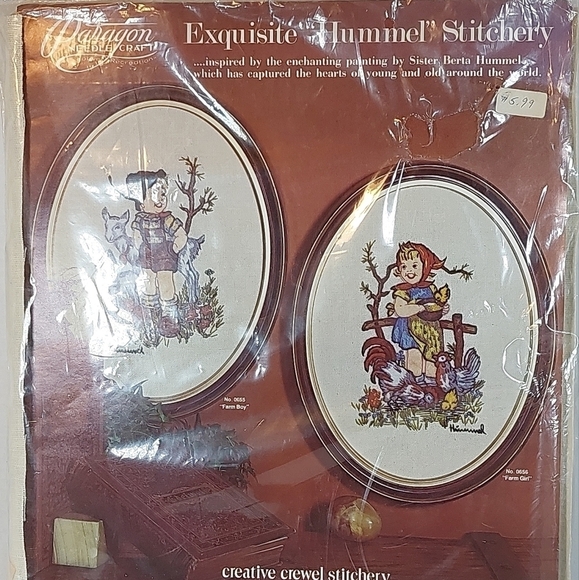 Paragon
NEEDLECRAFT
Exquisite "Hummel" Stitchery
....inspired by the enchanting painting by Sister Berta Hummel,
which has captured the hearts of young and old around the world.
$5.99
Hummel
No. 0655
"Farm Boy"
Hummel
No. 0656
"Farm Girl"
creative crewel stitchery